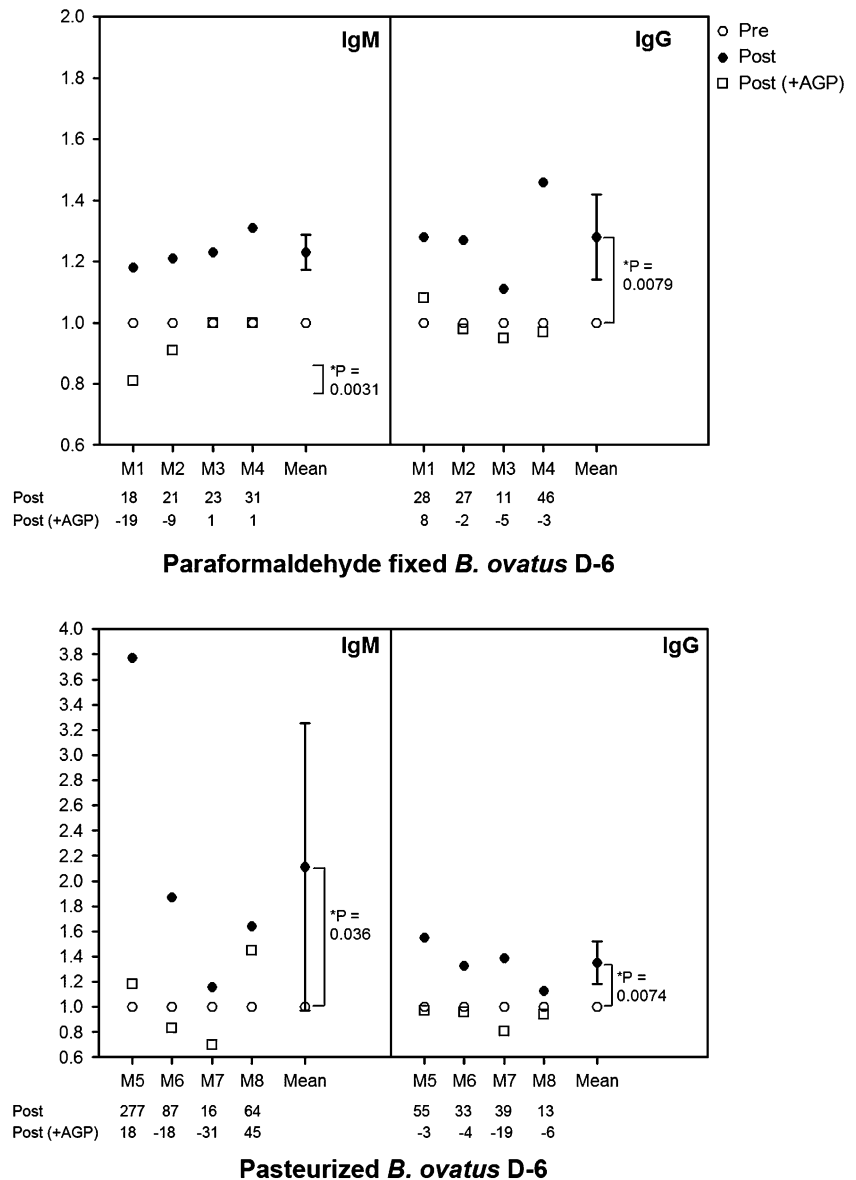 2.0
IgM
IgG
Pre
Post
Post (+AGP)
1.8
1.6
1.4
1.2
1.0
0.8
0.6
*P =
0.0079
*P =
0.0031
M1 M2 M3 M4 Mean M1 M2 M3 M4 Mean
Post 18 21 23 31 28 27 11 46
Post (+AGP) -19 -9 1 1 8 -2 -5 -3
Paraformaldehyde fixed B. ovatus D-6
4.0
IgM
IgG
3.8
3.6
3.4
3.2
3.0
2.8
2.6
2.4
2.2
2.0
1.8
1.6
1.4
1.2
1.0
0.8
0.6
*P =
0.036
*P =
0.0074
M5 M6 M7 M8 Mean M5 M6 M7 M8 Mean
Post 277 87 16 64 55 33 39 13
Post (+AGP) 18 -18 -31 45 -3 -4 -19 -6
Pasteurized B. ovatus D-6